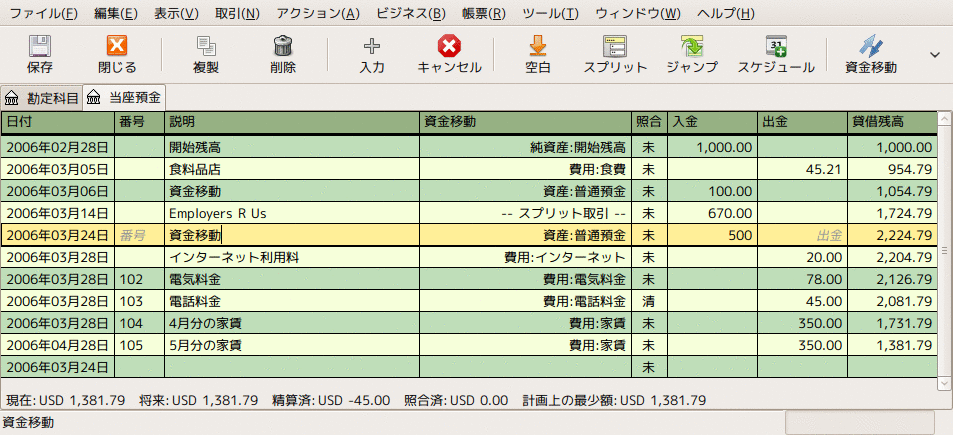 ファイル(F) 編集(E) 表示(V) 取引(N) アクション(A) ビジネス(B) 帳票(R) ツール(T) ウィンドウ(W) ヘルプ(H)
保存 閉じる 複製 削除 入力 キャンセル 空白 スプリット ジャンプ スケジュール 資金移動
勘定科目 当座預金
日付 番号 説明 資金移動 照合 入金 出金 貸借残高
2006年02月28日 開始残高 純資産:開始残高 未 1,000.00 1,000.00
2006年03月05日 食料品店 費用:食費 未 45.21 954.79
2006年03月06日 資金移動 資産:普通預金 未 100.00 1,054.79
2006年03月14日 Employers R Us -- スプリット取引 -- 未 670.00 1,724.79
2006年03月24日 番号 資金移動 資産:普通預金 未 500 出金 2,224.79
2006年03月28日 インターネット利用料 費用:インターネット 未 20.00 2,204.79
2006年03月28日 102 電気料金 費用:電気料金 未 78.00 2,126.79
2006年03月28日 103 電話料金 費用:電話料金 清 45.00 2,081.79
2006年03月28日 104 4月分の家賃 費用:家賃 未 350.00 1,731.79
2006年04月28日 105 5月分の家賃 費用:家賃 未 350.00 1,381.79
2006年03月24日 未
現在: USD 1,381.79 将来: USD 1,381.79 精算済: USD -45.00 照合済: USD 0.00 計画上の最少額: USD 1,381.79
資金移動